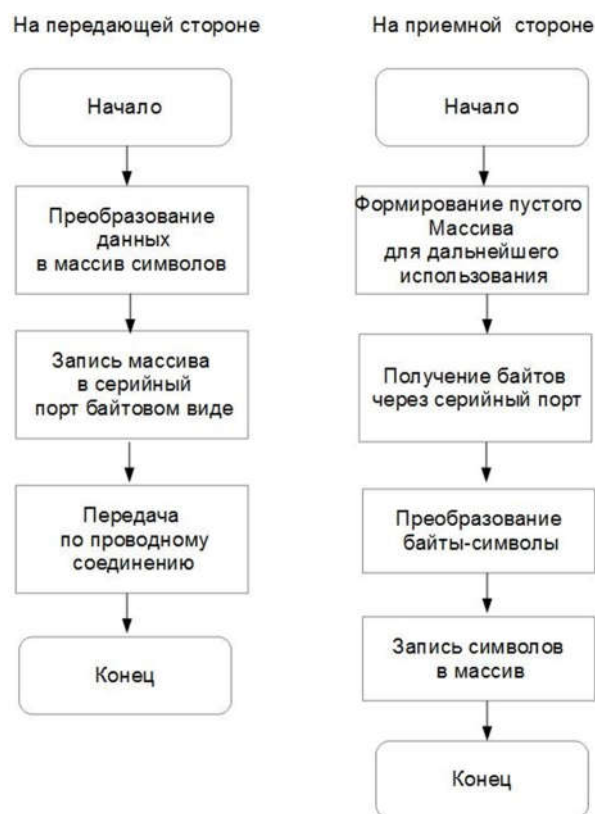 На передающей стороне
Начало
Преобразование
данных
в массив символов
Запись массива
в серийный
порт байтовом виде
Передача
по проводному
соединению
Конец
На приемной стороне
Начало
Формирование пустого
Массива
для дальнейшего
использования
Получение байтов
через серийный порт
Преобразование
байты-символы
Запись символов
в массив
Конец